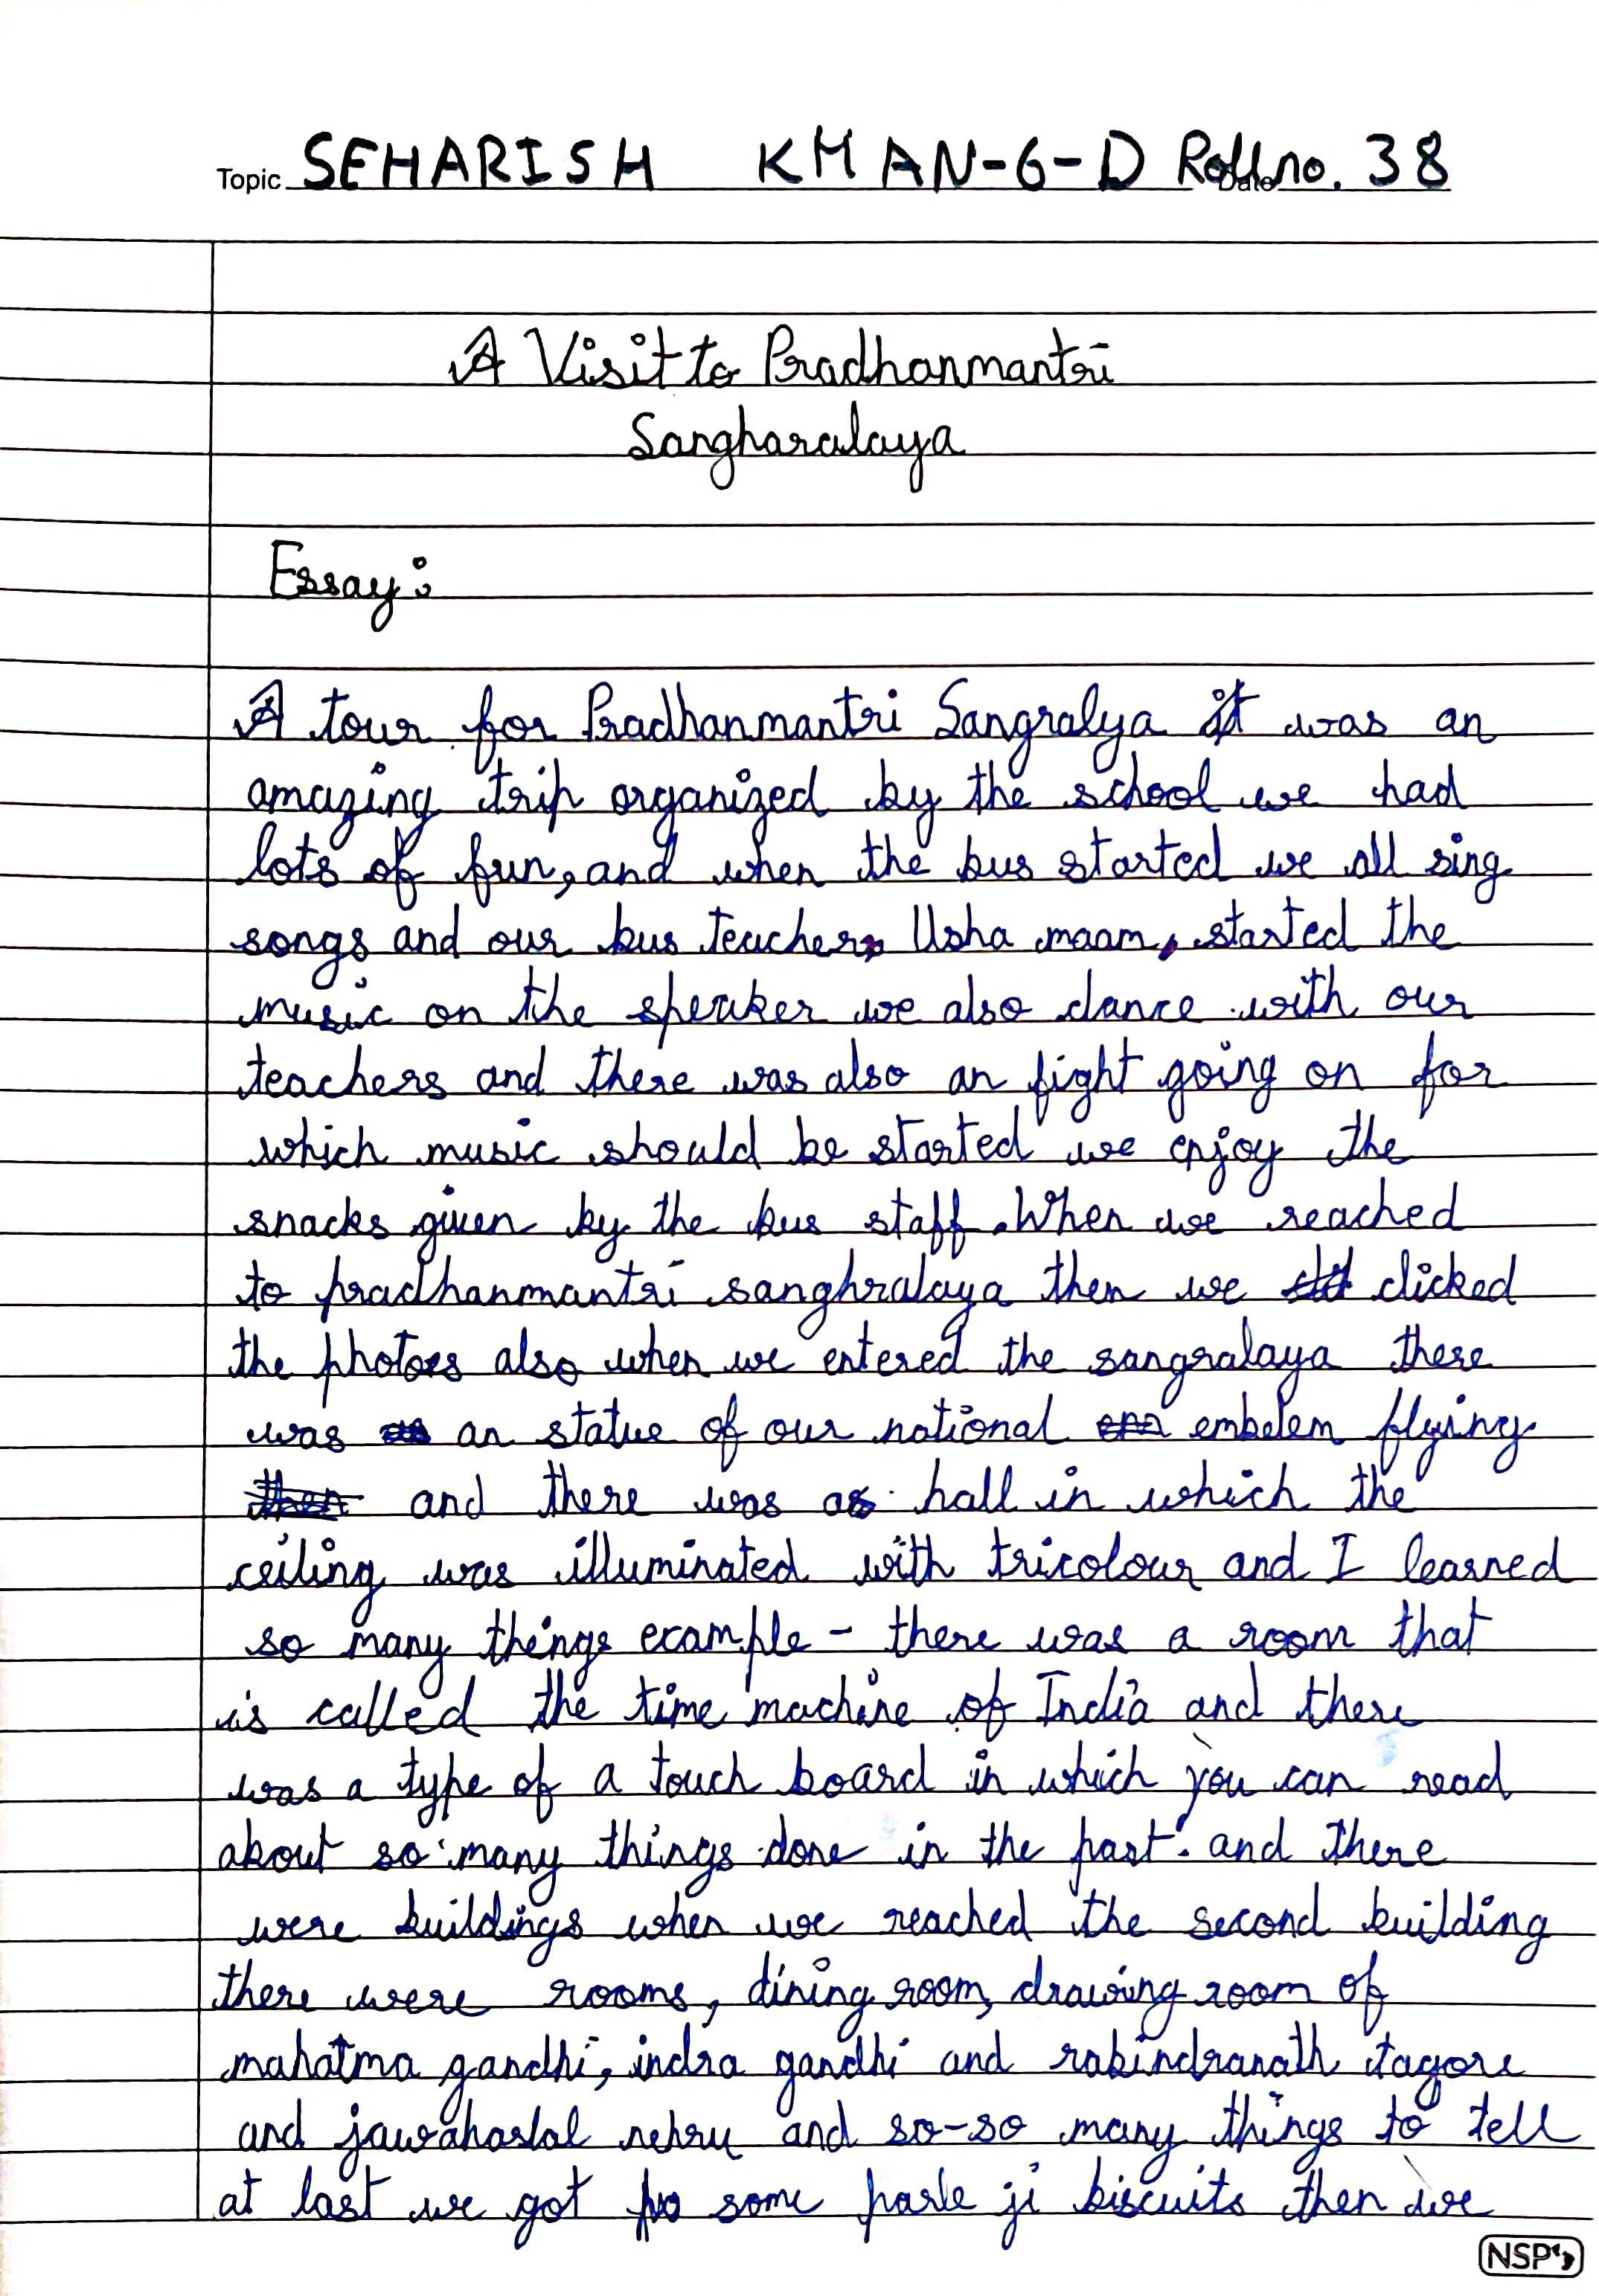 Topic SEHARISH KHAN-6-D Roll no. 38
A Visit to Pradhanmantri
Sangharalaya
Essay:
A tour for Pradhanmantri Sangralya it was an
amazing trip organized by the school we had
lots of fun, and when the bus started we all sing
songs and our bus teacher, Usha maam, started the
music on the speaker we also dance with our
teachers and there was also an fight going on for
which music should be started we enjoy the
snacks given by the bus staff. When we reached
to pradhanmantri sanghralaya then we clicked
the photoes also when we entered the sangralaya there
was an statue of our national embelem flying
and there was a hall in which the
ceiling was illuminated with tricolour and I learned
so many things example - there was a room that
is called the time machine of India and there
was a type of a touch board in which you can read
about so many things done in the past. and there
were buildings when we reached the second building
there were rooms, dining room, drawing room of
mahatma gandhi, indra gandhi and rabindranath tagore
and jawaharlal nehru and so-so many things to tell
at last we got some parle ji biscuits then we
NSP